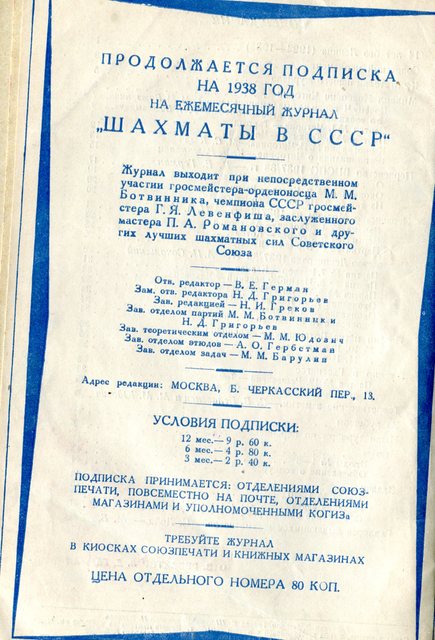 ПРОДОЛЖАЕТСЯ ПОДПИСКА
НА 1938 ГОД
НА ЕЖЕМЕСЯЧНЫЙ ЖУРНАЛ
„ШАХМАТЫ В СССР“
Журнал выходит при непосредственном
участии гросмейстера-орденоносца М. М.
Ботвинника, чемпиона СССР гросмей-
стера Г. Я. Левенфиша, заслуженного
мастера П. А. Романовского и дру-
гих лучших шахматных сил Советского
Союза
Отв. редактор — В. Е. Герман
Зам. отв. редактора Н. Д. Григорьев
Зав. редакцией — Н. И. Греков
Зав. отделом партий М. М. Ботвинник и
Н. Д. Григорьев
Зав. теоретическим отделом — М. М. Юдович
Зав. отделом этюдов — А. О. Гербстман
Зав. отделом задач — М. М. Барулин
Адрес редакции: МОСКВА, Б. ЧЕРКАССКИЙ ПЕР., 13.
УСЛОВИЯ ПОДПИСКИ:
12 мес. — 9 р. 60 к.
6 мес. — 4 р. 80 к.
3 мес. — 2 р. 40 к.
ПОДПИСКА ПРИНИМАЕТСЯ: ОТДЕЛЕНИЯМИ СОЮЗ-
ПЕЧАТИ, ПОВСЕМЕСТНО НА ПОЧТЕ, ОТДЕЛЕНИЯМИ
МАГАЗИНАМИ И УПОЛНОМОЧЕННЫМИ КОГИЗа
ТРЕБУЙТЕ ЖУРНАЛ
В КИОСКАХ СОЮЗПЕЧАТИ И КНИЖНЫХ МАГАЗИНАХ
ЦЕНА ОТДЕЛЬНОГО НОМЕРА 80 КОП.